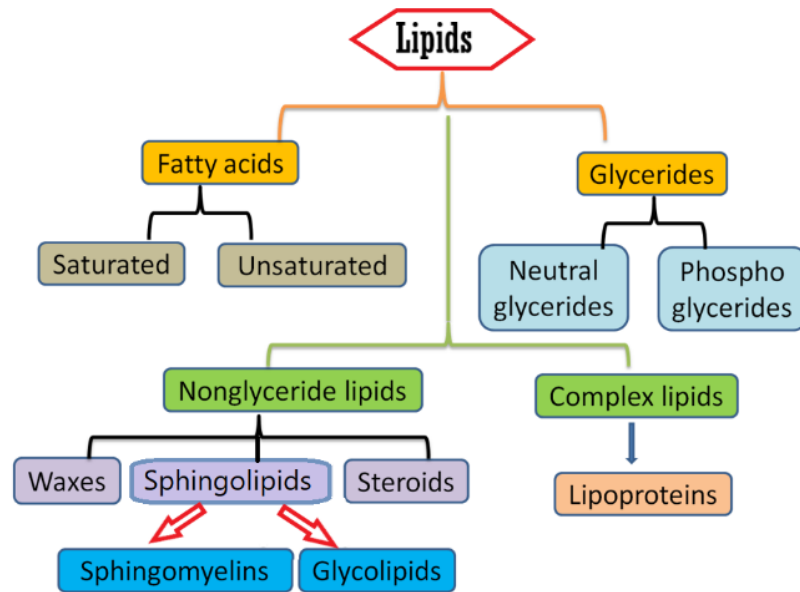 Lipids
Fatty acids
Glycerides
Saturated
Unsaturated
Neutral
glycerides
Phospho
glycerides
Nonglyceride lipids
Complex lipids
Waxes
Sphingolipids
Steroids
Lipoproteins
Sphingomyelins
Glycolipids